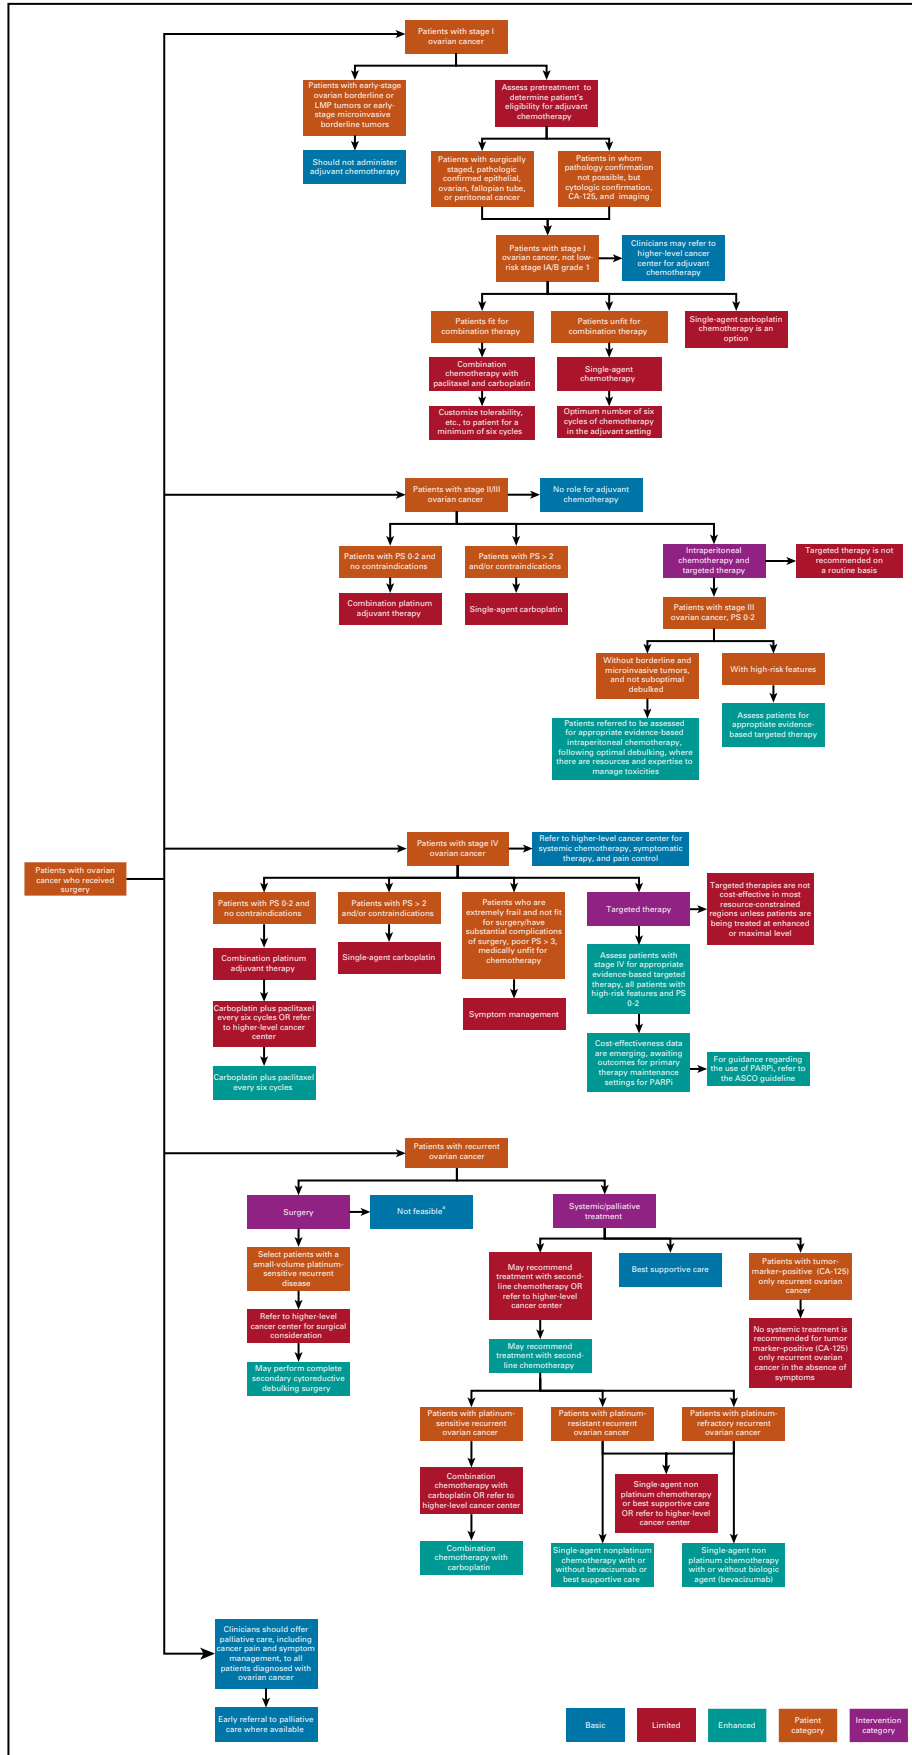 Patients with stage I
ovarian cancer
Patients with early-stage
ovarian borderline or
LMP tumors or early-
stage microinvasive
borderline tumors
Assess pretreatment to
determine patient's
eligibility for adjuvant
chemotherapy
Should not administer
adjuvant chemotherapy
Patients with surgically
staged, pathologic
confirmed epithelial,
ovarian, fallopian tube,
or peritoneal cancer
Patients in whom
pathology confirmation
not possible, but
cytologic confirmation,
CA-125, and imaging
Patients with stage I
ovarian cancer, not low-
risk stage IA/B grade 1
Clinicians may refer to
higher-level cancer
center for adjuvant
chemotherapy
Patients fit for
combination therapy
Patients unfit for
combination therapy
Single-agent carboplatin
chemotherapy is an
option
Combination
chemotherapy with
paclitaxel and carboplatin
Single-agent
chemotherapy
Customize tolerability,
etc., to patient for a
minimum of six cycles
Optimum number of six
cycles of chemotherapy
in the adjuvant setting
Patients with stage II/III
ovarian cancer
No role for adjuvant
chemotherapy
Patients with PS 0-2 and
no contraindications
Patients with PS > 2
and/or contraindications
Intraperitoneal
chemotherapy and
targeted therapy
Targeted therapy is not
recommended on
a routine basis
Combination platinum
adjuvant therapy
Single-agent carboplatin
Patients with stage III
ovarian cancer, PS 0-2
Without borderline and
microinvasive tumors,
and not suboptimal
debulked
With high-risk features
Patients referred to be assessed
for appropriate evidence-based
intraperitoneal chemotherapy,
following optimal debulking, where
there are resources and expertise to
manage toxicities
Assess patients for
appropriate evidence-
based targeted therapy
Patients with ovarian
cancer who received
surgery
Patients with stage IV
ovarian cancer
Refer to higher-level cancer center for
systemic chemotherapy, symptomatic
therapy, and pain control
Patients with PS 0-2 and
no contraindications
Patients with PS > 2
and/or contraindications
Patients who are
extremely frail and not fit
for surgery/have
substantial complications
of surgery, poor PS > 3,
medically unfit for
chemotherapy
Targeted therapy
Targeted therapies are not
cost-effective in most
resource-constrained
regions unless patients are
being treated at enhanced
or maximal level
Combination platinum
adjuvant therapy
Single-agent carboplatin
Assess patients with
stage IV for appropriate
evidence-based targeted
therapy, all patients with
high-risk features and PS
0-2
Carboplatin plus paclitaxel
every six cycles OR refer
to higher-level cancer
center
Symptom management
Carboplatin plus paclitaxel
every six cycles
Cost-effectiveness data
are emerging, awaiting
outcomes for primary
therapy maintenance
settings for PARPi
For guidance regarding
the use of PARPi, refer to
the ASCO guideline
Patients with recurrent
ovarian cancer
Surgery
Not feasibleª
Systemic/palliative
treatment
Select patients with a
small-volume platinum-
sensitive recurrent
disease
May recommend
treatment with second-
line chemotherapy OR
refer to higher-level
cancer center
Best supportive care
Patients with tumor-
marker–positive (CA-125)
only recurrent ovarian
cancer
Refer to higher-level
cancer center for surgical
consideration
No systemic treatment is
recommended for tumor
marker–positive (CA-125)
only recurrent ovarian
cancer in the absence of
symptoms
May perform complete
secondary cytoreductive
debulking surgery
May recommend
treatment with second-
line chemotherapy
Patients with platinum-
sensitive recurrent
ovarian cancer
Patients with platinum-
resistant recurrent
ovarian cancer
Patients with platinum-
refractory recurrent
ovarian cancer
Combination
chemotherapy with
carboplatin OR refer to
higher-level cancer center
Single-agent non
platinum chemotherapy
or best supportive care
OR refer to higher-level
cancer center
Combination
chemotherapy with
carboplatin
Single-agent nonplatinum
chemotherapy with or
without bevacizumab or
best supportive care
Single-agent non
platinum chemotherapy
with or without biologic
agent (bevacizumab)
Clinicians should offer
palliative care, including
cancer pain and symptom
management, to all
patients diagnosed with
ovarian cancer
Early referral to palliative
care where available
Basic
Limited
Enhanced
Patient
category
Intervention
category